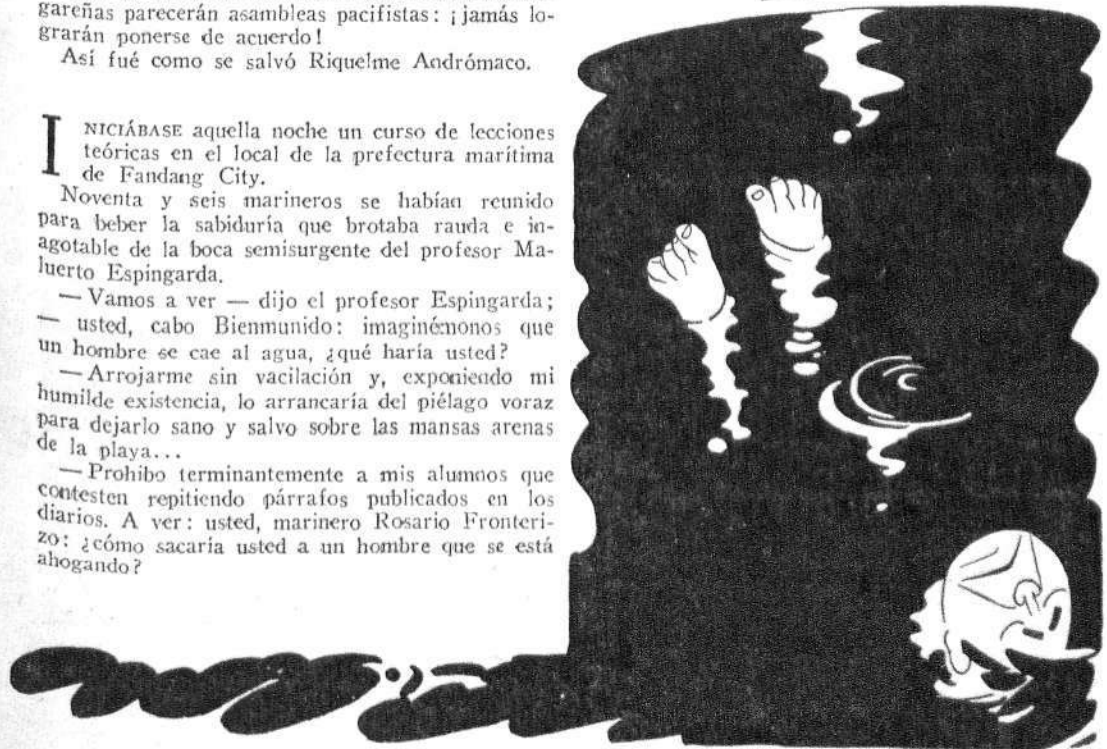 gareñas parecerán asambleas pacifistas: ¡jamás lo-
grarán ponerse de acuerdo!
Así fué como se salvó Riquelme Andrómaco.
INICIÁBASE aquella noche un curso de lecciones
teóricas en el local de la prefectura marítima
de Fandang City.
Noventa y seis marineros se habían reunido
para beber la sabiduría que brotaba rauda e in-
agotable de la boca semisurgente del profesor Ma-
luerto Espingarda.
— Vamos a ver — dijo el profesor Espingarda;
— usted, cabo Bienmunido: imaginémonos que
un hombre se cae al agua, ¿qué haría usted?
— Arrojarme sin vacilación y, exponiendo mi
humilde existencia, lo arrancaría del piélago voraz
para dejarlo sano y salvo sobre las mansas arenas
de la playa...
— Prohibo terminantemente a mis alumnos que
contesten repitiendo párrafos publicados en los
diarios. A ver: usted, marinero Rosario Fronteri-
zo: ¿cómo sacaría usted a un hombre que se está
ahogando?